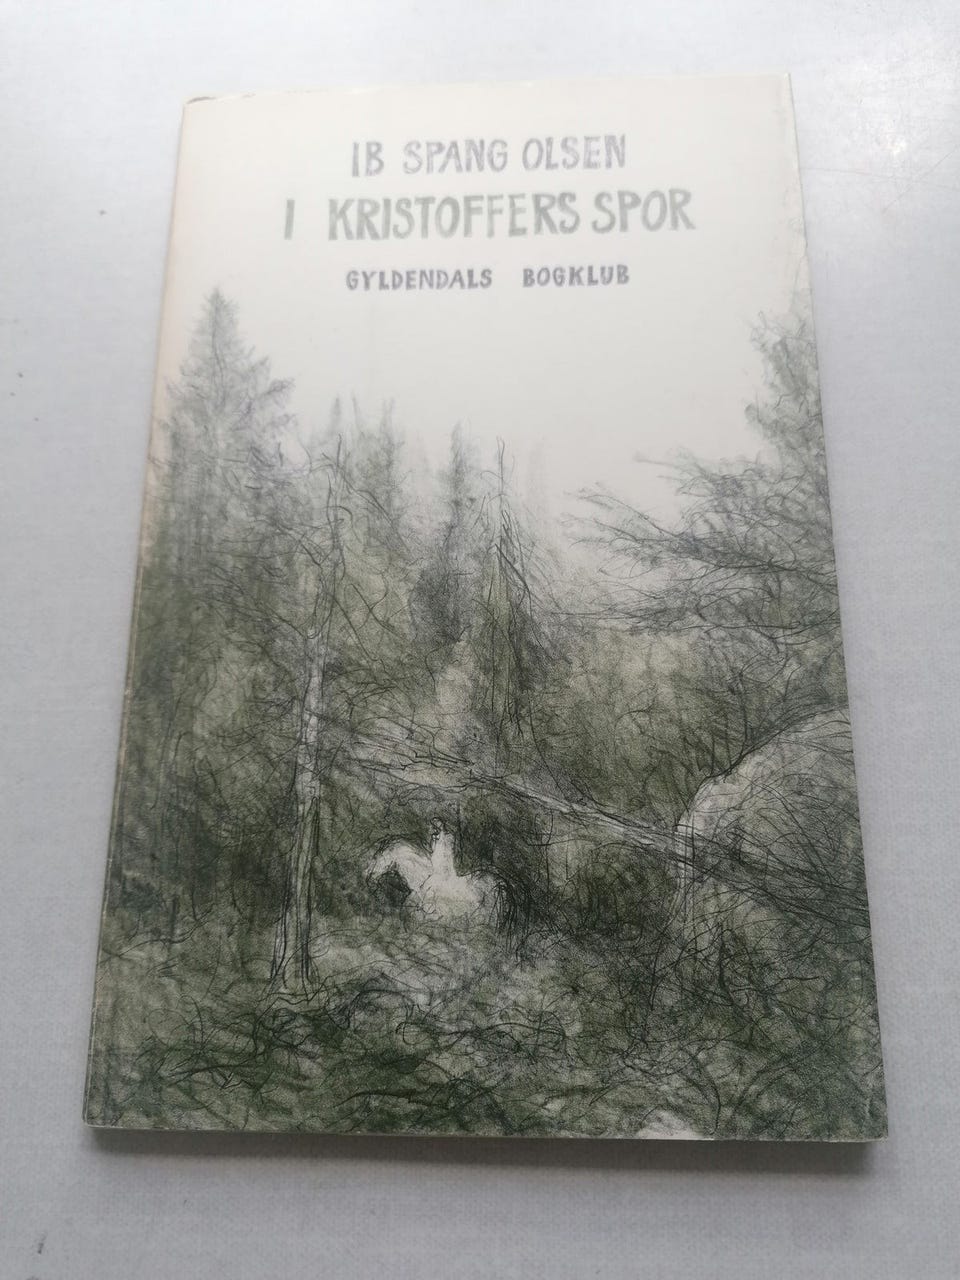 IB SPANG OLSEN
I KRISTOFFERS SPOR
GYLDENDALS BOGKLUB